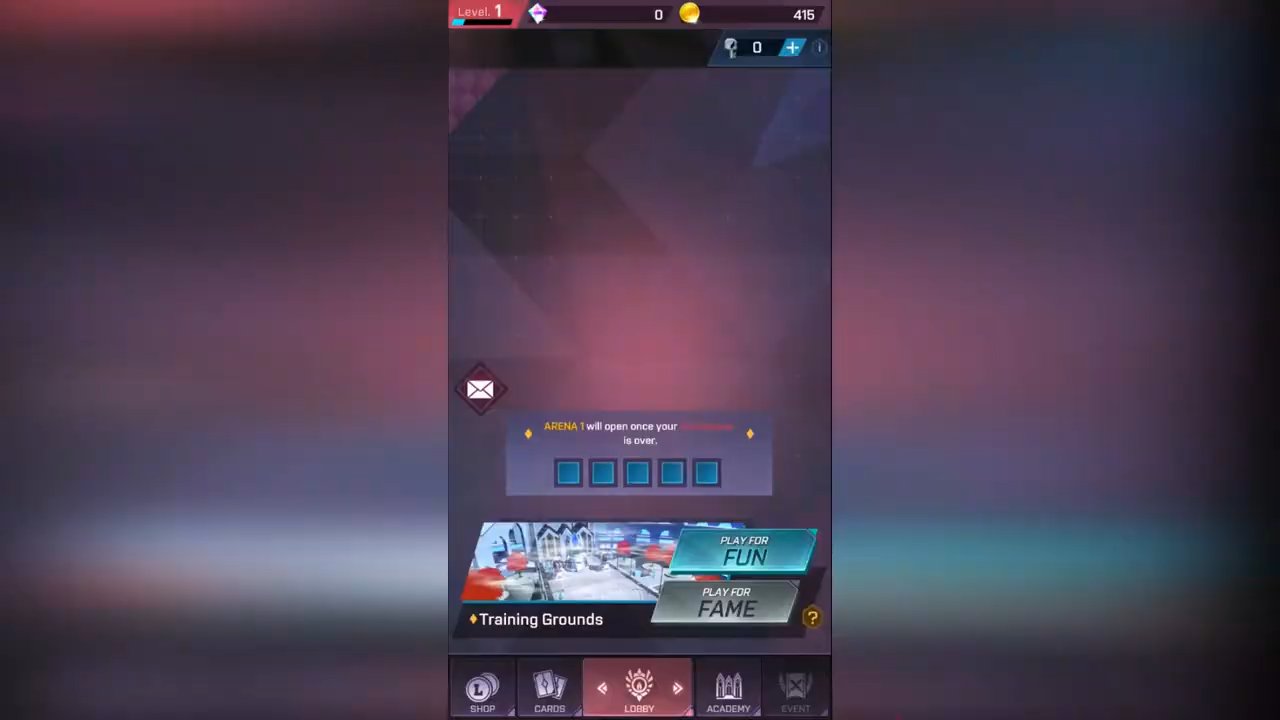 Level. 1
0
415
0
ARENA 1 will open once your
is over.
PLAY FOR
FUN
PLAY FOR
FAME
Training Grounds
?
SHOP
CARDS
LOBBY
ACADEMY
EVENT